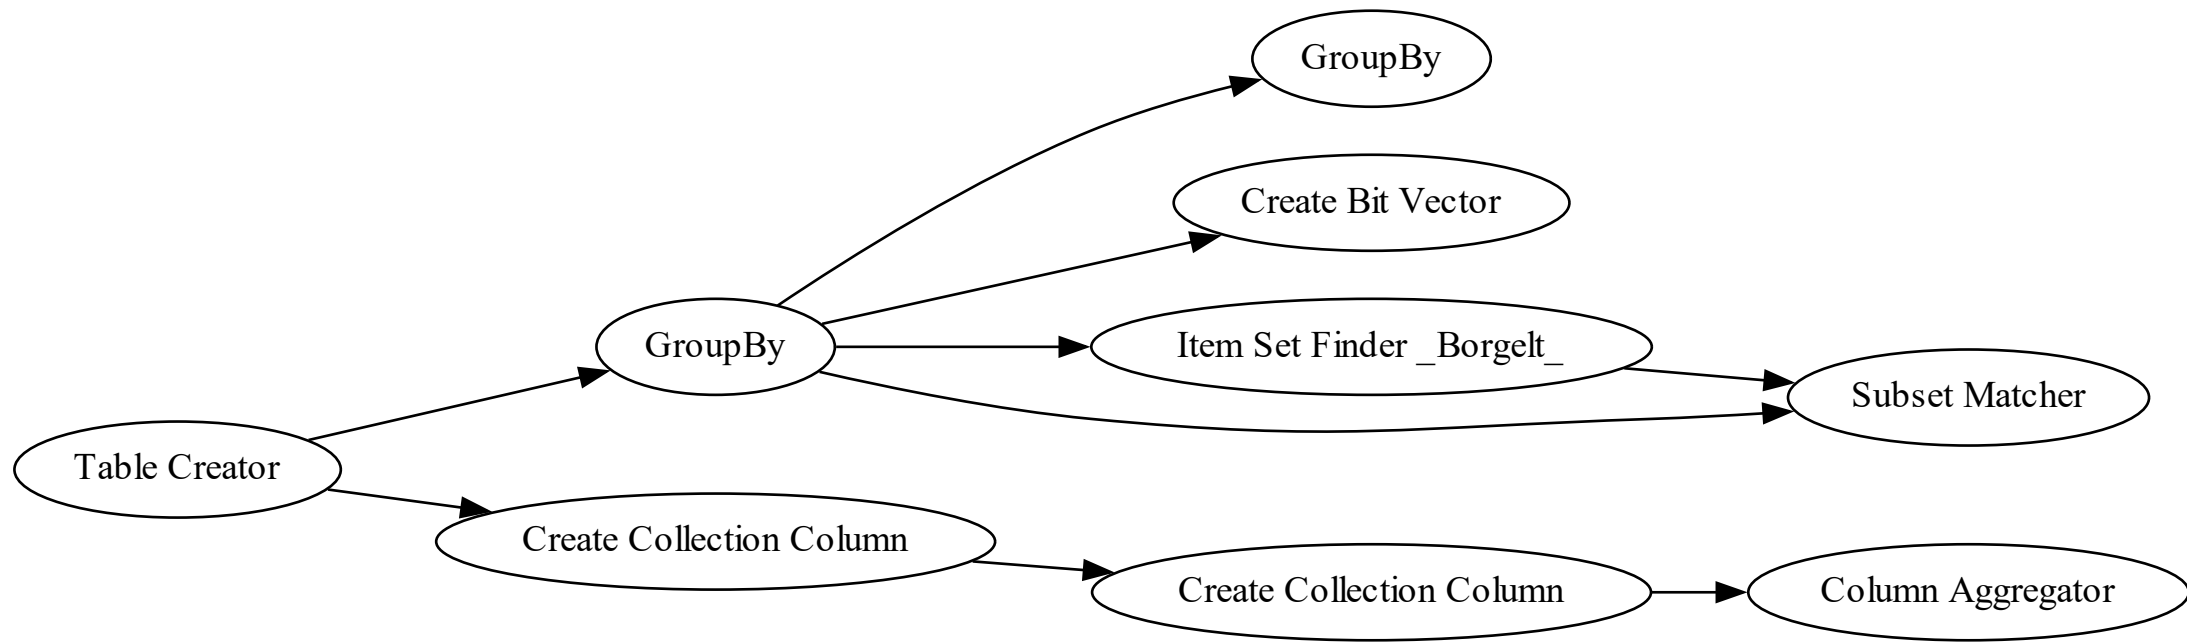 GroupBy
Create Bit Vector
GroupBy
Item Set Finder _Borgelt_
Subset Matcher
Table Creator
Create Collection Column
Create Collection Column
Column Aggregator